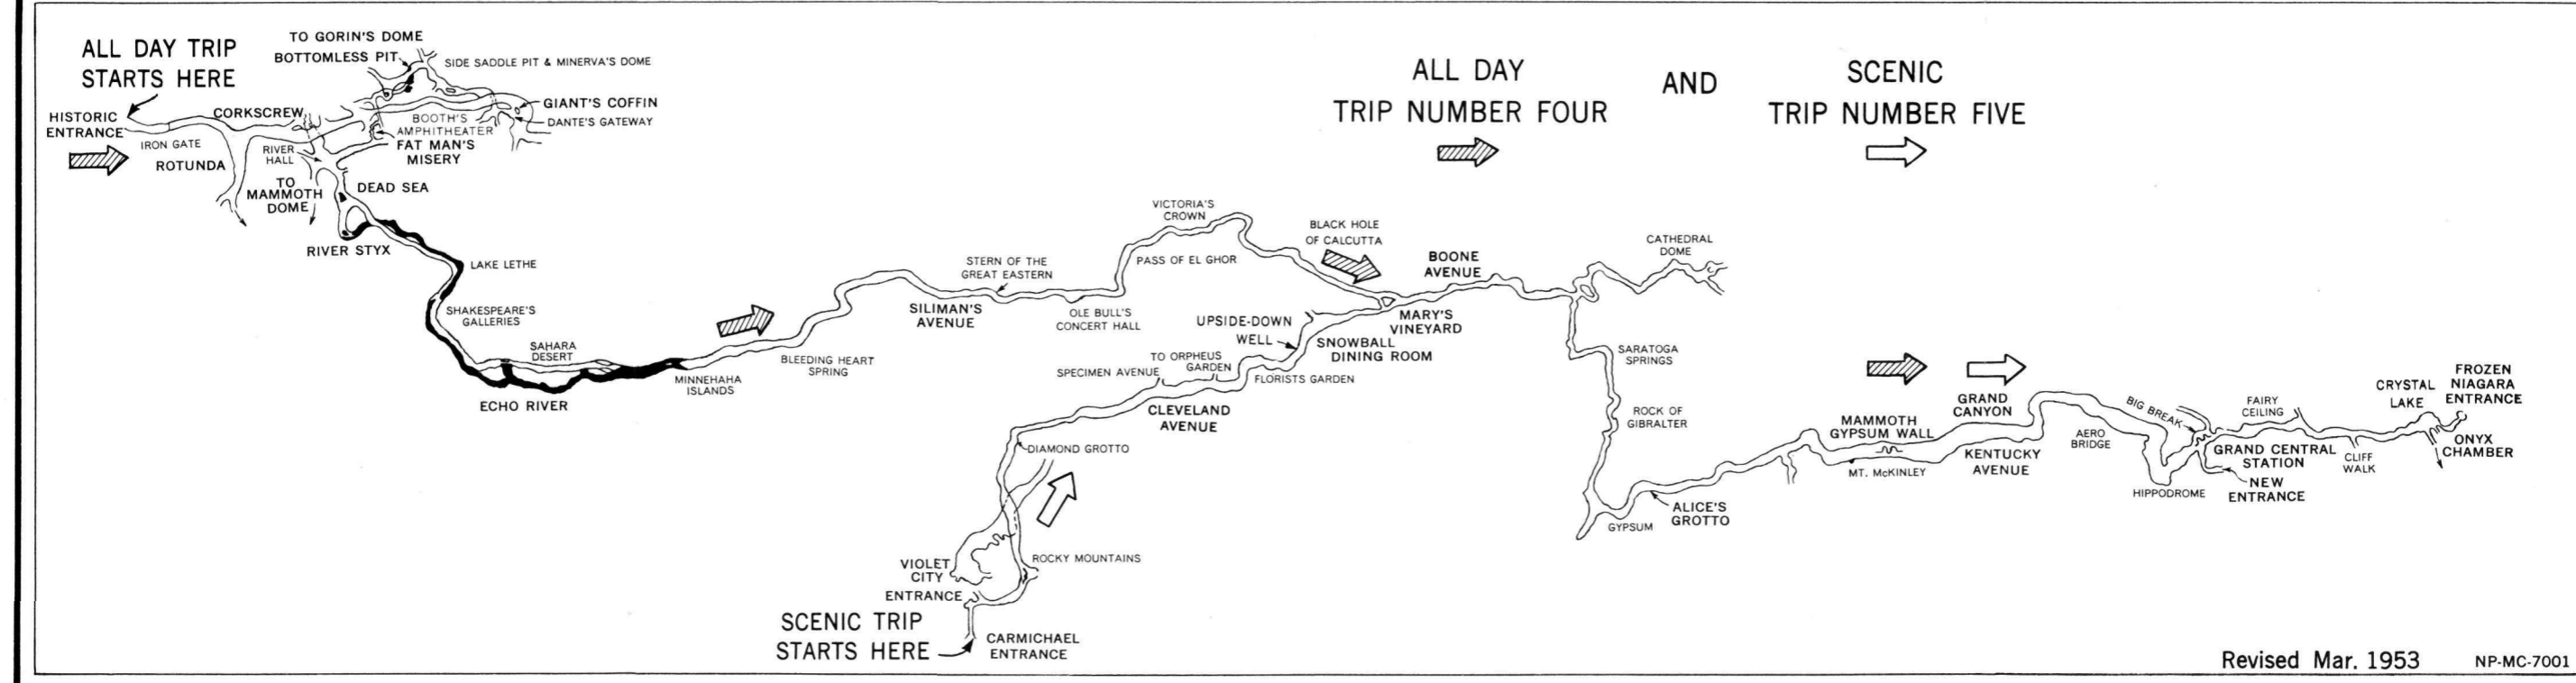 ALL DAY TRIP
STARTS HERE
HISTORIC
ENTRANCE
IRON GATE
ROTUNDA
CORKSCREW
TO GORIN'S DOME
BOTTOMLESS PIT
SIDE SADDLE PIT & MINERVA'S DOME
GIANT'S COFFIN
DANTE'S GATEWAY
BOOTH'S
AMPHITHEATER
FAT MAN'S
MISERY
RIVER
HALL
TO
MAMMOTH
DOME
DEAD SEA
RIVER STYX
LAKE LETHE
SHAKESPEARE'S
GALLERIES
SAHARA
DESERT
ECHO RIVER
MINNEHAHA
ISLANDS
BLEEDING HEART
SPRING
SILIMAN'S
AVENUE
STERN OF THE
GREAT EASTERN
OLE BULL'S
CONCERT HALL
PASS OF EL GHOR
VICTORIA'S
CROWN
BLACK HOLE
OF CALCUTTA
ALL DAY
TRIP NUMBER FOUR
AND
SCENIC
TRIP NUMBER FIVE
BOONE
AVENUE
MARY'S
VINEYARD
UPSIDE-DOWN
WELL
SNOWBALL
DINING ROOM
TO ORPHEUS
GARDEN
SPECIMEN AVENUE
FLORISTS GARDEN
CLEVELAND
AVENUE
DIAMOND GROTTO
ROCKY MOUNTAINS
VIOLET
CITY
ENTRANCE
SCENIC TRIP
STARTS HERE
CARMICHAEL
ENTRANCE
CATHEDRAL
DOME
SARATOGA
SPRINGS
ROCK OF
GIBRALTER
GYPSUM
ALICE'S
GROTTO
MAMMOTH
GYPSUM WALL
MT. McKINLEY
GRAND
CANYON
KENTUCKY
AVENUE
AERO
BRIDGE
BIG BREAK
HIPPODROME
FAIRY
CEILING
GRAND CENTRAL
STATION
NEW
ENTRANCE
CLIFF
WALK
CRYSTAL
LAKE
FROZEN
NIAGARA
ENTRANCE
ONYX
CHAMBER
Revised Mar. 1953
NP-MC-7001